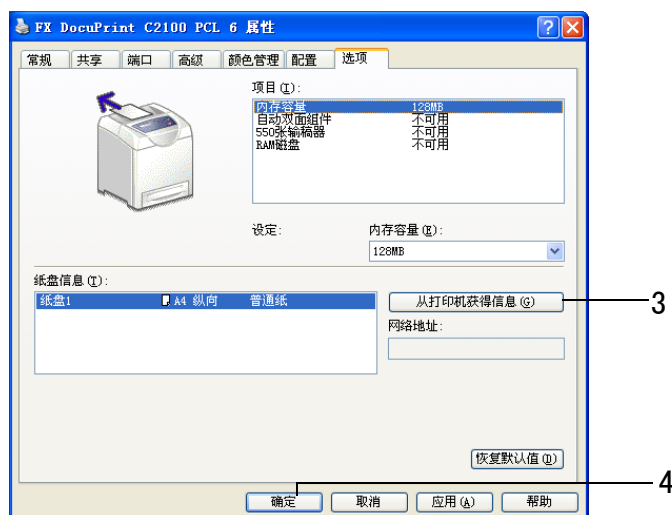 FX DocuPrint C2100 PCL 6 属性
常规 共享 端口 高级 颜色管理 配置 选项
项目(I):
内存容量 128MB
自动双面组件 不可用
550张输稿器 不可用
RAM磁盘 不可用
设定: 内存容量(E):
128MB
纸盘信息(T):
纸盘1 A4 纵向 普通纸
从打印机获得信息(G) 3
网络地址:
恢复默认值(D)
4
确定 取消 应用(A) 帮助